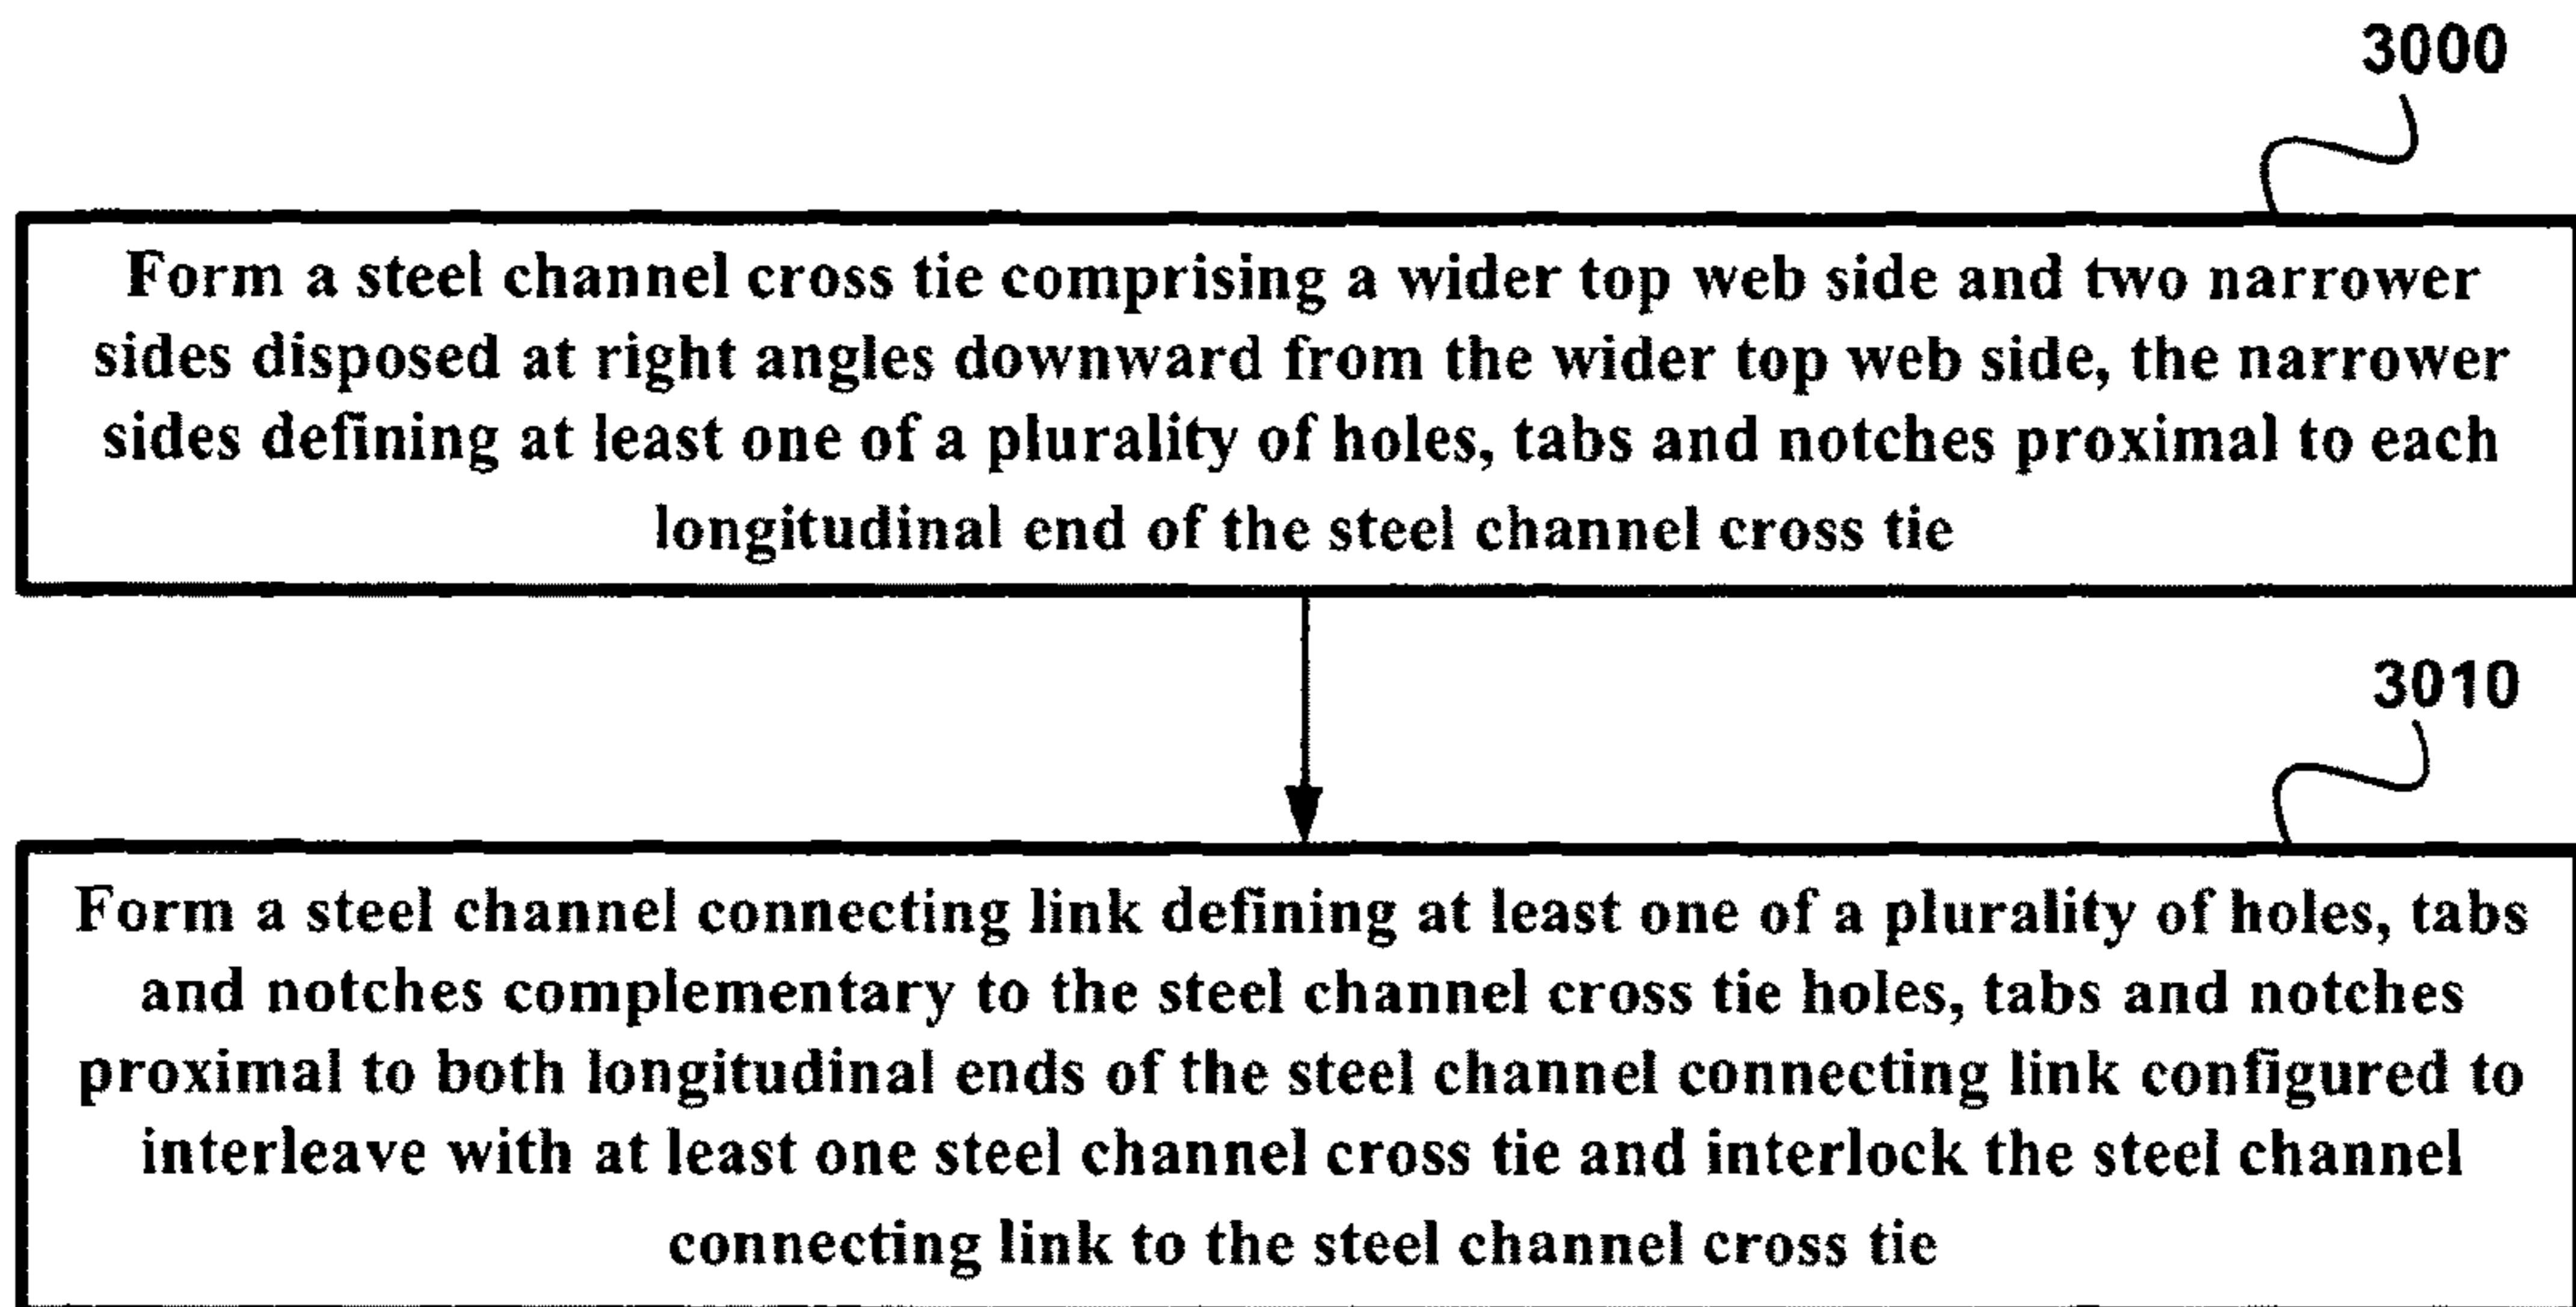 3000
Form a steel channel cross tie comprising a wider top web side and two narrower
sides disposed at right angles downward from the wider top web side, the narrower
sides defining at least one of a plurality of holes, tabs and notches proximal to each
longitudinal end of the steel channel cross tie
3010
Form a steel channel connecting link defining at least one of a plurality of holes, tabs
and notches complementary to the steel channel cross tie holes, tabs and notches
proximal to both longitudinal ends of the steel channel connecting link configured to
interleave with at least one steel channel cross tie and interlock the steel channel
connecting link to the steel channel cross tie